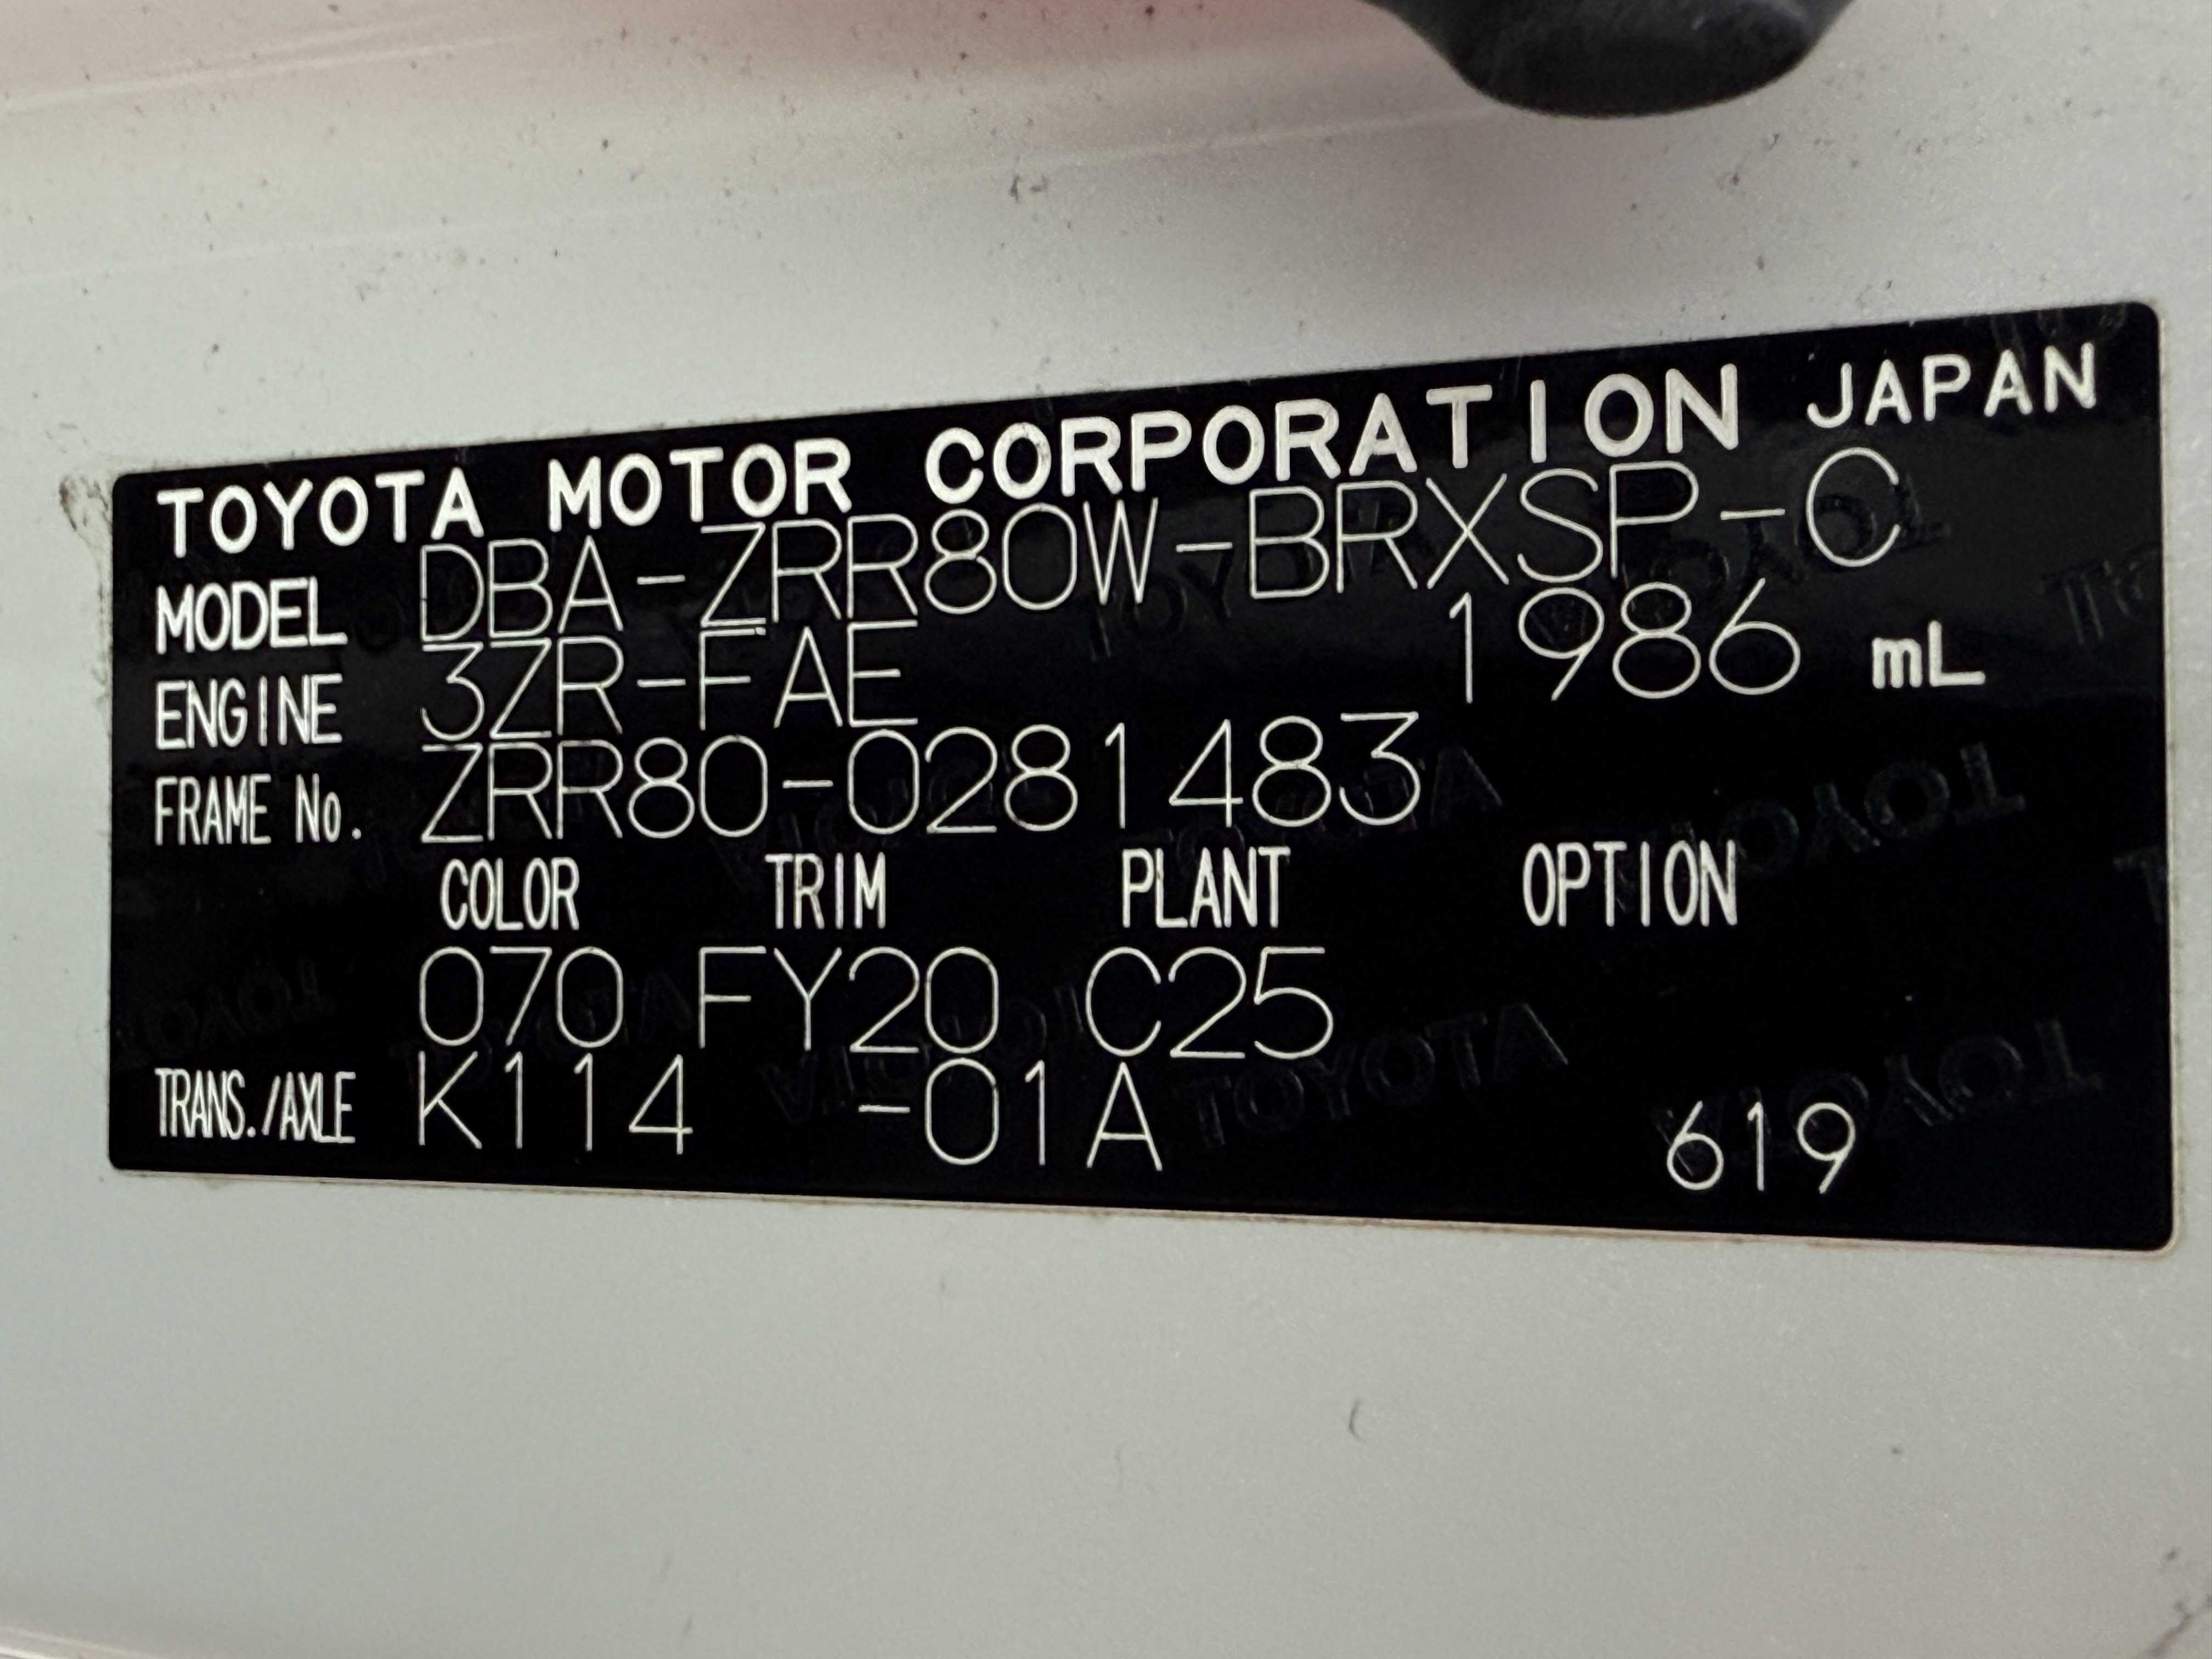 TOYOTA MOTOR CORPORATION JAPAN
MODEL DBA-ZRR80W-BRXSP-C
ENGINE 3ZR-FAE 1986 mL
FRAME No. ZRR80-0281483
COLOR TRIM PLANT OPTION
070 FY20 C25
TRANS./AXLE K114 -01A 619